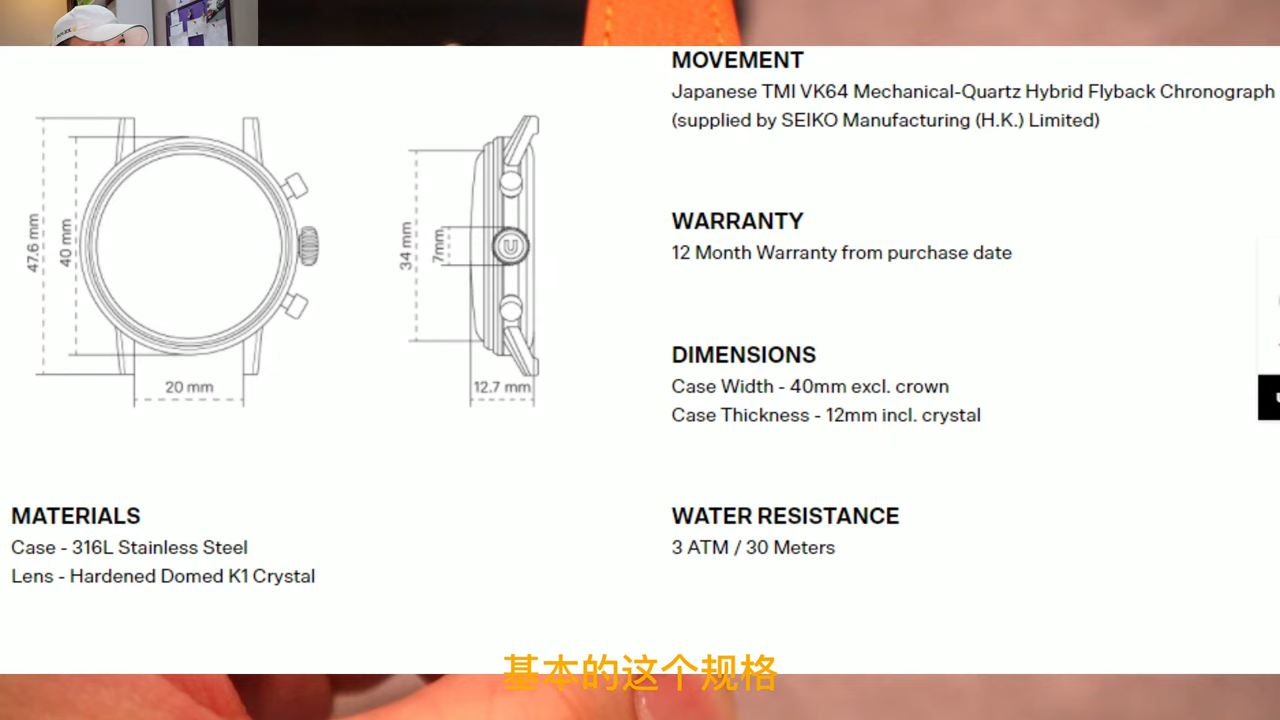 MOVEMENT
Japanese TMI VK64 Mechanical-Quartz Hybrid Flyback Chronograph
(supplied by SEIKO Manufacturing (H.K.) Limited)
47.6 mm
40 mm
20 mm
34 mm
7mm
U
12.7 mm
WARRANTY
12 Month Warranty from purchase date
DIMENSIONS
Case Width - 40mm excl. crown
Case Thickness - 12mm incl. crystal
MATERIALS
Case - 316L Stainless Steel
Lens - Hardened Domed K1 Crystal
WATER RESISTANCE
3 ATM / 30 Meters
基本的这个规格